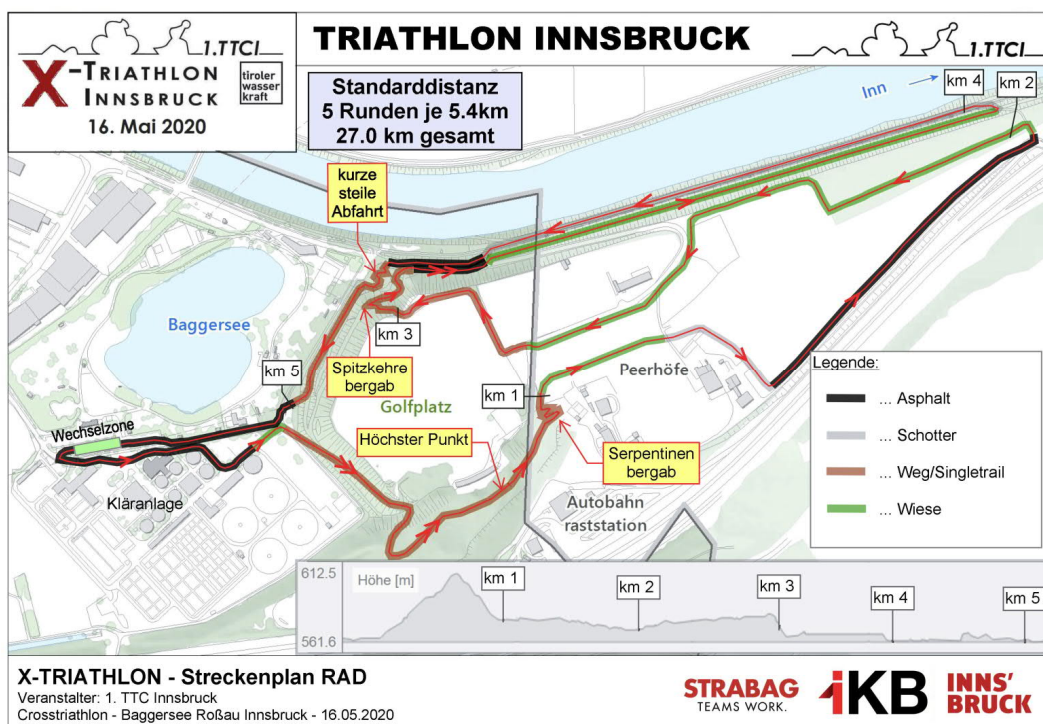 1.TTCI
X-TRIATHLON
INNSBRUCK
tiroler
wasser
kraft
16. Mai 2020
TRIATHLON INNSBRUCK
1.TTCI
Standarddistanz
5 Runden je 5.4km
27.0 km gesamt
Inn
km 4
km 2
kurze
steile
Abfahrt
Baggersee
km 3
Spitzkehre
bergab
km 5
Golfplatz
km 1
Peerhöfe
Wechselzone
Höchster Punkt
Serpentinen
bergab
Kläranlage
Autobahn
raststation
Legende:
... Asphalt
... Schotter
... Weg/Singletrail
... Wiese
612.5
Höhe [m]
561.6
km 1
km 2
km 3
km 4
km 5
X-TRIATHLON - Streckenplan RAD
Veranstalter: 1. TTC Innsbruck
Crosstriathlon - Baggersee Roßau Innsbruck - 16.05.2020
STRABAG
TEAMS WORK.
iKB
INNS'
BRUCK